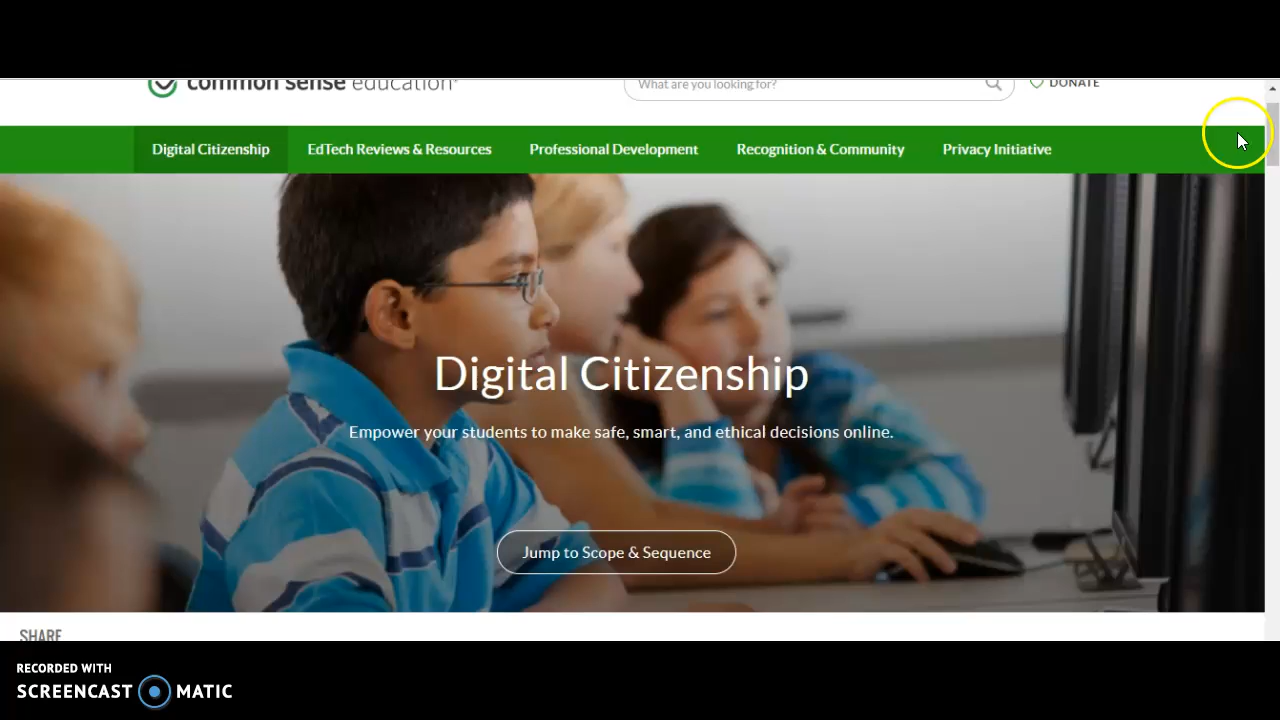 common sense education®
What are you looking for?
DONATE
Digital Citizenship
EdTech Reviews & Resources
Professional Development
Recognition & Community
Privacy Initiative
Digital Citizenship
Empower your students to make safe, smart, and ethical decisions online.
Jump to Scope & Sequence
SHARE
RECORDED WITH
SCREENCAST MATIC